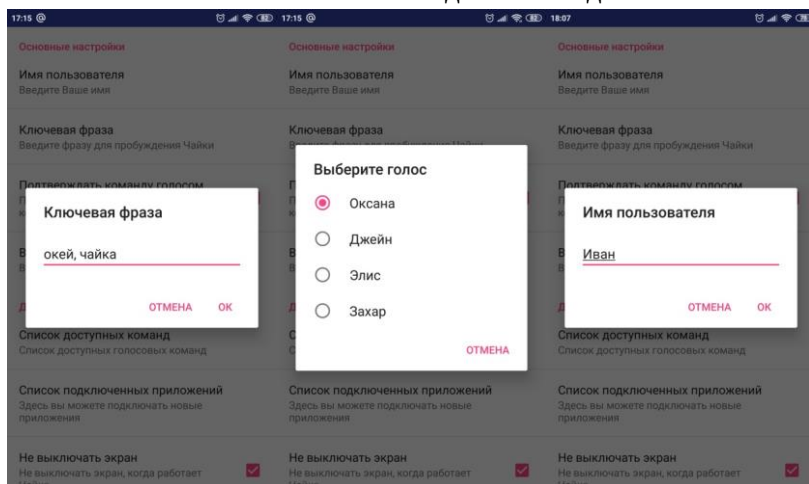 17:15 @
82
Основные настройки
Имя пользователя
Введите Ваше имя
Ключевая фраза
Введите фразу для пробуждения Чайки
Подтверждать команду голосом
Ключевая фраза
окей, чайка
ОТМЕНА OK
Список доступных команд
Список доступных голосовых команд
Список подключенных приложений
Здесь вы можете подключать новые
приложения
Не выключать экран
Не выключать экран, когда работает
17:15 @
82
Основные настройки
Имя пользователя
Введите Ваше имя
Ключевая фраза
Выберите голос
Оксана
Джейн
Элис
Захар
ОТМЕНА
Список подключенных приложений
Здесь вы можете подключать новые
приложения
Не выключать экран
Не выключать экран, когда работает
18:07
Основные настройки
Имя пользователя
Введите Ваше имя
Ключевая фраза
Введите фразу для пробуждения Чайки
Подтверждать команду голосом
Имя пользователя
Иван
ОТМЕНА OK
Список доступных команд
Список доступных голосовых команд
Список подключенных приложений
Здесь вы можете подключать новые
приложения
Не выключать экран
Не выключать экран, когда работает